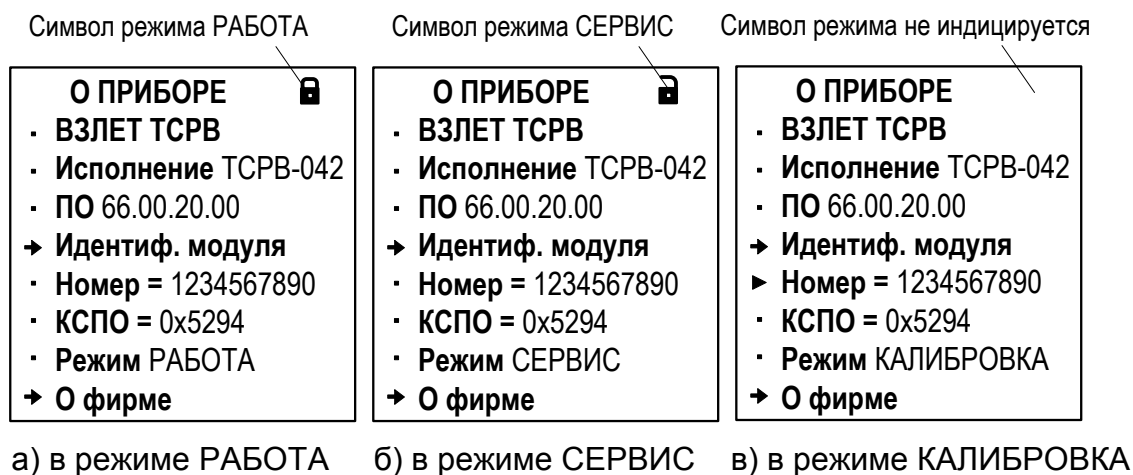 Символ режима РАБОТА
О ПРИБОРЕ
ВЗЛЕТ ТСРВ
Исполнение ТСРВ-042
ПО 66.00.20.00
Идентиф. модуля
Номер = 1234567890
КСПО = 0x5294
Режим РАБОТА
О фирме
а) в режиме РАБОТА
Символ режима СЕРВИС
О ПРИБОРЕ
ВЗЛЕТ ТСРВ
Исполнение ТСРВ-042
ПО 66.00.20.00
Идентиф. модуля
Номер = 1234567890
КСПО = 0x5294
Режим СЕРВИС
О фирме
б) в режиме СЕРВИС
Символ режима не индицируется
О ПРИБОРЕ
ВЗЛЕТ ТСРВ
Исполнение ТСРВ-042
ПО 66.00.20.00
Идентиф. модуля
Номер = 1234567890
КСПО = 0x5294
Режим КАЛИБРОВКА
О фирме
в) в режиме КАЛИБРОВКА